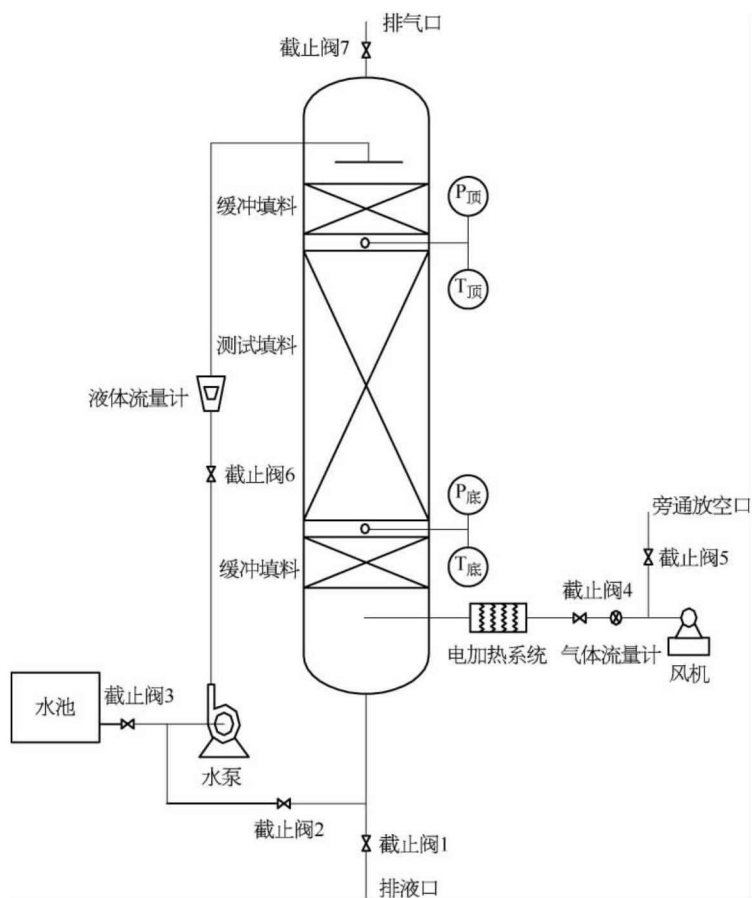 排气口
截止阀7
缓冲填料
P顶
T顶
测试填料
液体流量计
截止阀6
P底
旁通放空口
截止阀5
缓冲填料
T底
截止阀4
电加热系统
气体流量计
风机
截止阀3
水池
水泵
截止阀2
截止阀1
排液口